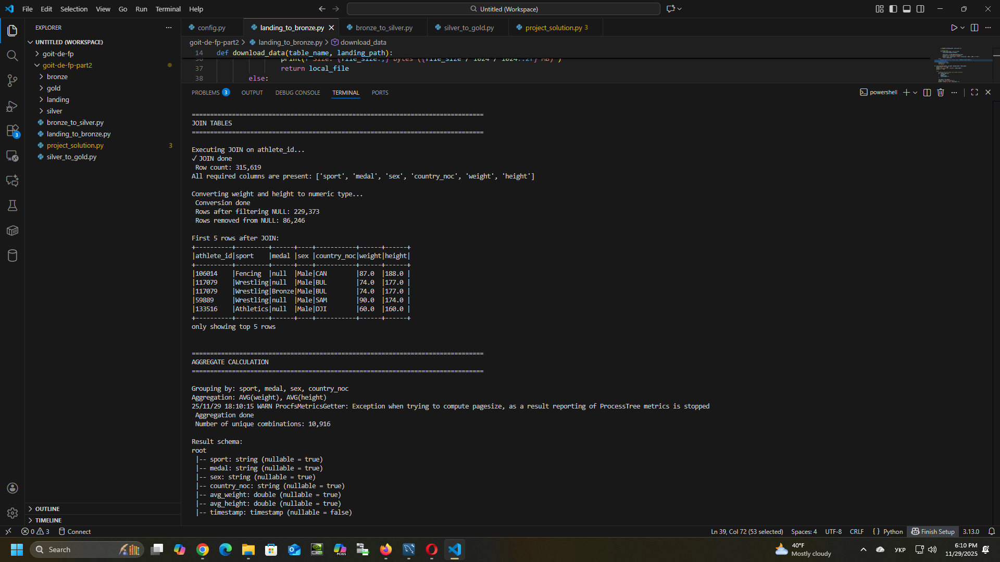 File Edit Selection View Go Run Terminal Help
Untitled (Workspace)
EXPLORER
UNTITLED (WORKSPACE)
goit-de-fp
goit-de-fp-part2
bronze
gold
landing
silver
bronze_to_silver.py
landing_to_bronze.py
project_solution.py 3
silver_to_gold.py
OUTLINE
TIMELINE
3
config.py
landing_to_bronze.py
bronze_to_silver.py
silver_to_gold.py
project_solution.py 3
goit-de-fp-part2 > landing_to_bronze.py > download_data
14 def download_data(table_name, landing_path):
36 print(f"Size: {file_size:,} bytes ({file_size / 1024 / 1024:.2f} MB)")
37 return local_file
38 else:
PROBLEMS 3 OUTPUT DEBUG CONSOLE TERMINAL PORTS
powershell
================================================================================
JOIN TABLES
================================================================================
Executing JOIN on athlete_id...
✓ JOIN done
Row count: 315,619
All required columns are present: ['sport', 'medal', 'sex', 'country_noc', 'weight', 'height']
Converting weight and height to numeric type...
Conversion done
Rows after filtering NULL: 229,373
Rows removed from NULL: 86,246
First 5 rows after JOIN:
+----------+---------+------+----+-----------+------+------+
|athlete_id|sport    |medal |sex |country_noc|weight|height|
+----------+---------+------+----+-----------+------+------+
|106014    |Fencing  |null  |Male|CAN        |87.0  |188.0 |
|117079    |Wrestling|null  |Male|BUL        |74.0  |177.0 |
|117079    |Wrestling|Bronze|Male|BUL        |74.0  |177.0 |
|59889     |Wrestling|null  |Male|SAM        |90.0  |174.0 |
|133516    |Athletics|null  |Male|DJI        |60.0  |160.0 |
+----------+---------+------+----+-----------+------+------+
only showing top 5 rows
================================================================================
AGGREGATE CALCULATION
================================================================================
Grouping by: sport, medal, sex, country_noc
Aggregation: AVG(weight), AVG(height)
25/11/29 18:10:15 WARN ProcfsMetricsGetter: Exception when trying to compute pagesize, as a result reporting of ProcessTree metrics is stopped
Aggregation done
Number of unique combinations: 10,916
Result schema:
root
|-- sport: string (nullable = true)
|-- medal: string (nullable = true)
|-- sex: string (nullable = true)
|-- country_noc: string (nullable = true)
|-- avg_weight: double (nullable = true)
|-- avg_height: double (nullable = true)
|-- timestamp: timestamp (nullable = false)
0 3 Connect
Ln 39, Col 72 (53 selected) Spaces: 4 UTF-8 CRLF { } Python Finish Setup 3.13.0
Search
M365
40°F
Mostly cloudy
УКР
6:10 PM
11/29/2025